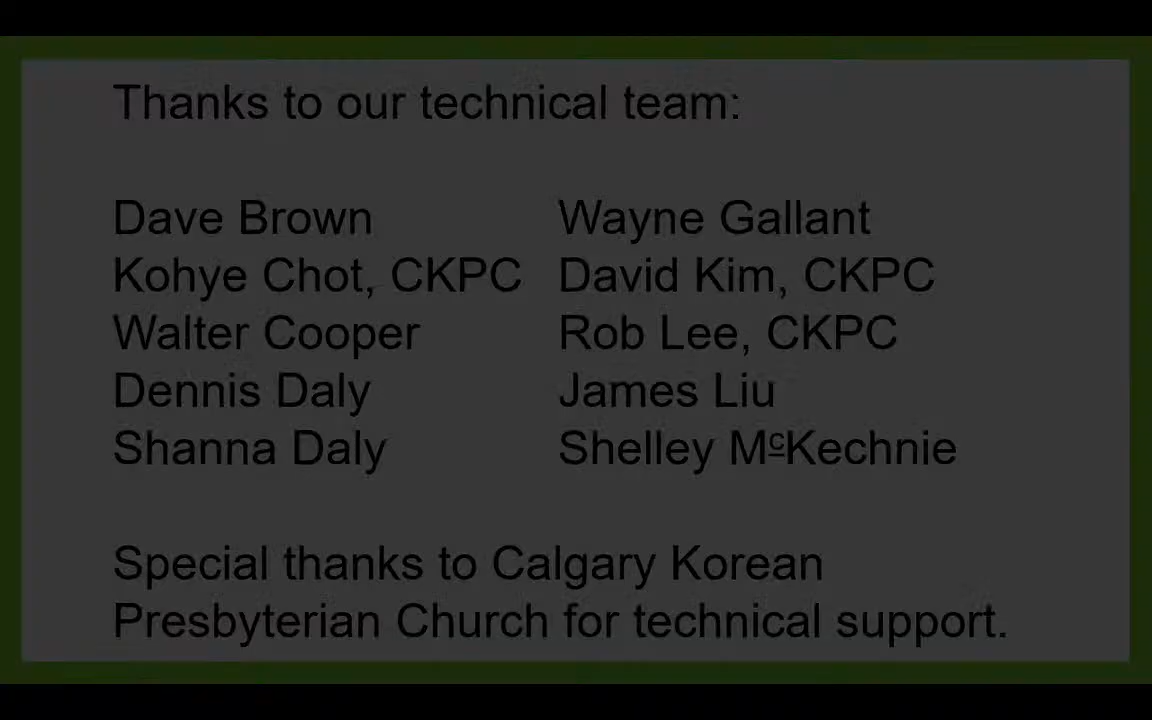 Thanks to our technical team:
Dave Brown Wayne Gallant
Kohye Chot, CKPC David Kim, CKPC
Walter Cooper Rob Lee, CKPC
Dennis Daly James Liu
Shanna Daly Shelley McKechnie
Special thanks to Calgary Korean
Presbyterian Church for technical support.